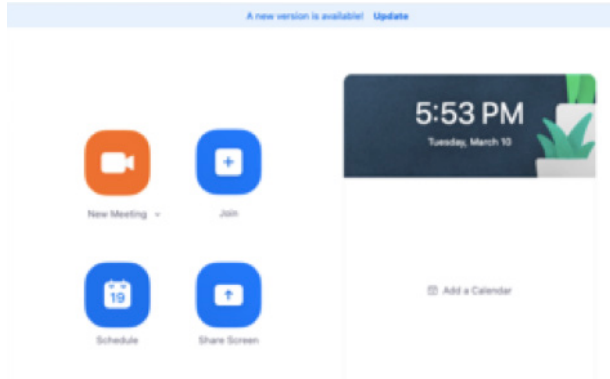 A new version is available! Update
5:53 PM
Tuesday, March 10
New Meeting
Join
19
Schedule
Share Screen
Add a Calendar